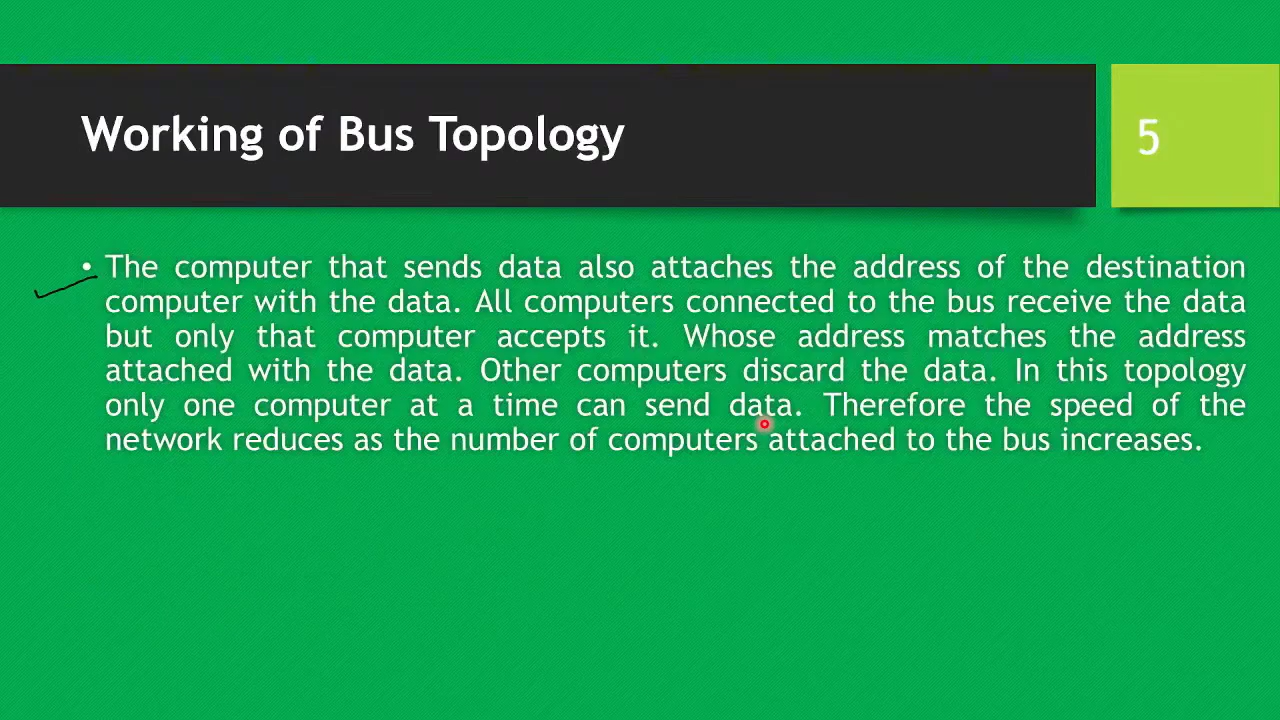 Working of Bus Topology
5
• The computer that sends data also attaches the address of the destination
computer with the data. All computers connected to the bus receive the data
but only that computer accepts it. Whose address matches the address
attached with the data. Other computers discard the data. In this topology
only one computer at a time can send data. Therefore the speed of the
network reduces as the number of computers attached to the bus increases.